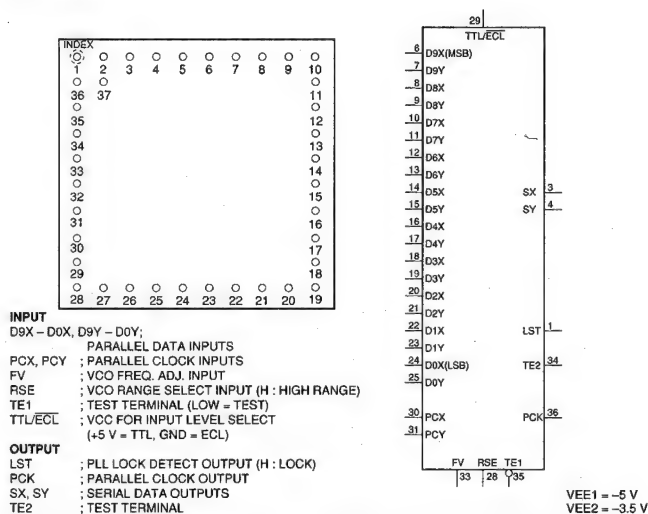 INDEX
1 2 3 4 5 6 7 8 9 10
36 37 11
35 12
34 13
33 14
32 15
31 16
30 17
29 18
28 27 26 25 24 23 22 21 20 19
INPUT
D9X – D0X, D9Y – D0Y;
PARALLEL DATA INPUTS
PCX, PCY ; PARALLEL CLOCK INPUTS
FV ; VCO FREQ. ADJ. INPUT
RSE ; VCO RANGE SELECT INPUT (H : HIGH RANGE)
TE1 ; TEST TERMINAL (LOW = TEST)
TTL/ECL ; VCC FOR INPUT LEVEL SELECT
(+5 V = TTL, GND = ECL)
OUTPUT
LST ; PLL LOCK DETECT OUTPUT (H : LOCK)
PCK ; PARALLEL CLOCK OUTPUT
SX, SY ; SERIAL DATA OUTPUTS
TE2 ; TEST TERMINAL
29
TTL/ECL
6 D9X(MSB)
7 D9Y
8 D8X
9 D8Y
10 D7X
11 D7Y
12 D6X
13 D6Y
14 D5X SX 3
15 D5Y SY 4
16 D4X
17 D4Y
18 D3X
19 D3Y
20 D2X
21 D2Y
22 D1X LST 1
23 D1Y
24 D0X(LSB) TE2 34
25 D0Y
30 PCX PCK 36
31 PCY
FV RSE TE1
33 28 35
VEE1 = –5 V
VEE2 = –3.5 V